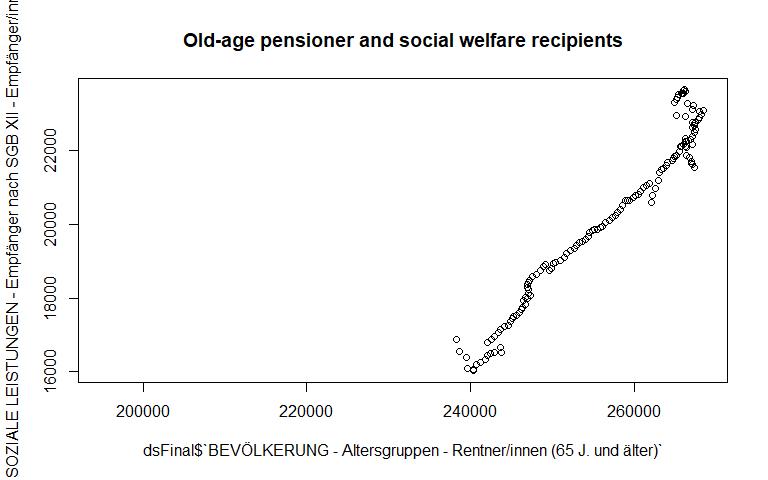 Old-age pensioner and social welfare recipients
SOZIALE LEISTUNGEN - Empfänger nach SGB XII - Empfänger/in
22000
20000
18000
16000
200000 220000 240000 260000
dsFinal$`BEVÖLKERUNG - Altersgruppen - Rentner/innen (65 J. und älter)`